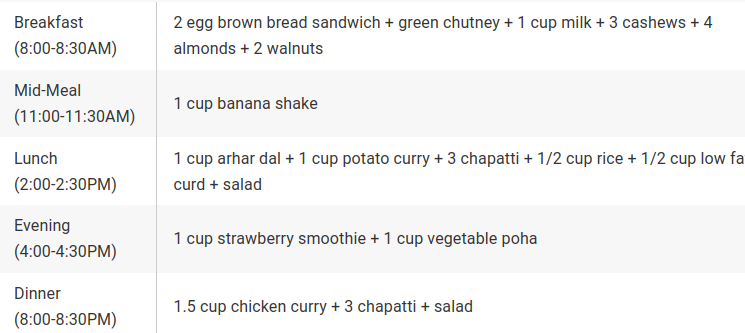 Breakfast
(8:00-8:30AM)
2 egg brown bread sandwich + green chutney + 1 cup milk + 3 cashews + 4
almonds + 2 walnuts
Mid-Meal
(11:00-11:30AM)
1 cup banana shake
Lunch
(2:00-2:30PM)
1 cup arhar dal + 1 cup potato curry + 3 chapatti + 1/2 cup rice + 1/2 cup low fa
curd + salad
Evening
(4:00-4:30PM)
1 cup strawberry smoothie + 1 cup vegetable poha
Dinner
(8:00-8:30PM)
1.5 cup chicken curry + 3 chapatti + salad